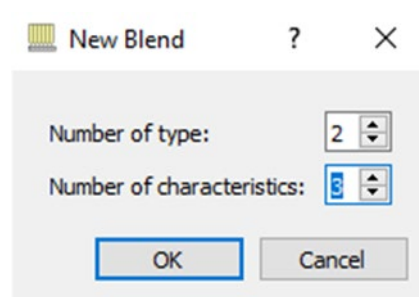 New Blend ?
Number of type: 2
Number of characteristics: 3
OK Cancel